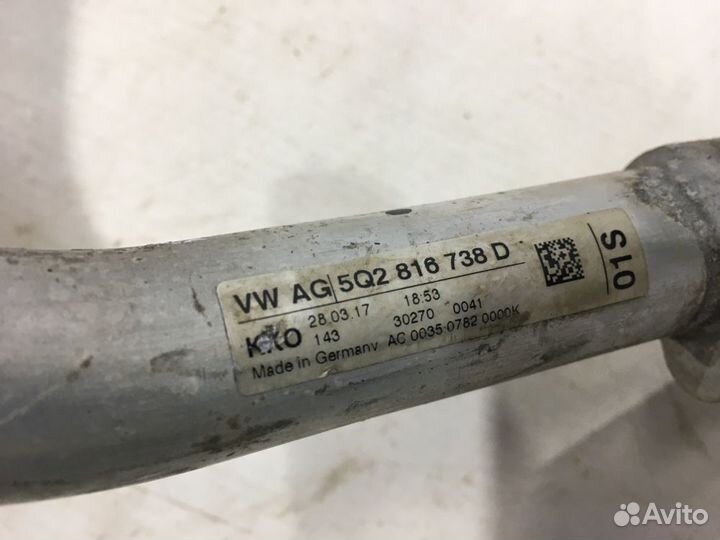 VW AG 5Q2 816 738 D
KKO 28.03.17 18:53
143 30270 0041
Made in Germany AC 0035 0782 0000K
01S
Avito